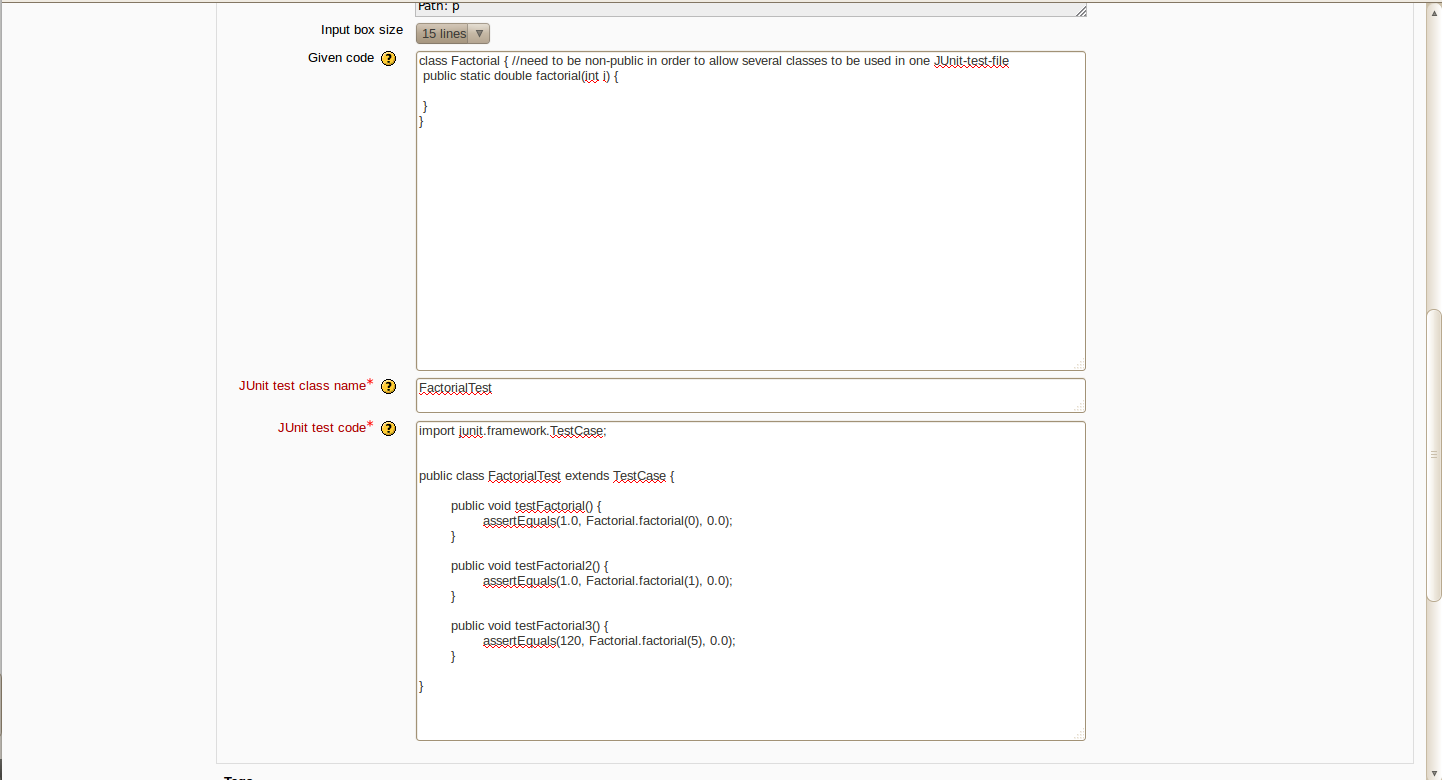 Path: p
Input box size
15 lines
Given code
class Factorial { //need to be non-public in order to allow several classes to be used in one JUnit-test-file
public static double factorial(int i) {
}
}
JUnit test class name*
FactorialTest
JUnit test code*
import junit.framework.TestCase;
public class FactorialTest extends TestCase {
public void testFactorial() {
assertEquals(1.0, Factorial.factorial(0), 0.0);
}
public void testFactorial2() {
assertEquals(1.0, Factorial.factorial(1), 0.0);
}
public void testFactorial3() {
assertEquals(120, Factorial.factorial(5), 0.0);
}
}
Tags